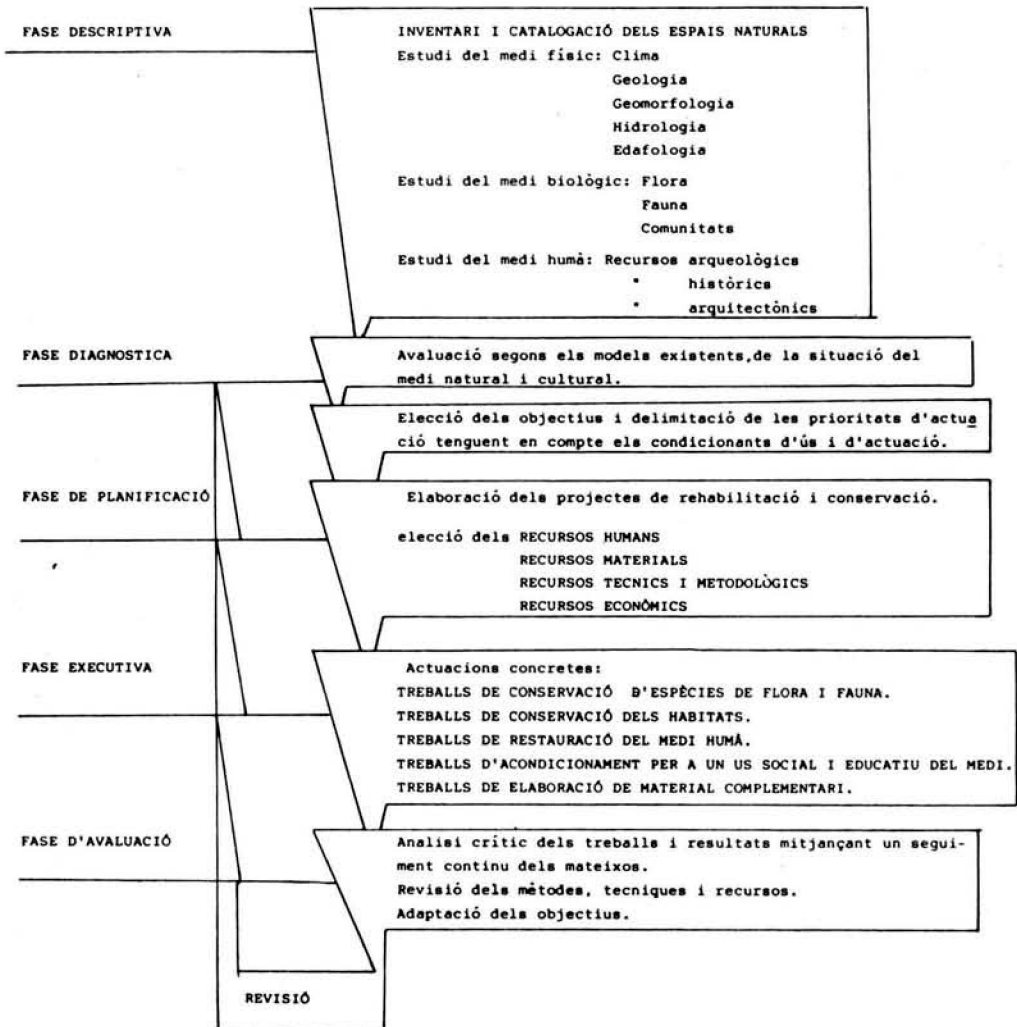 FASE DESCRIPTIVA
INVENTARI I CATALOGACIÓ DELS ESPAIS NATURALS
Estudi del medi físic: Clima
Geologia
Geomorfologia
Hidrologia
Edafologia
Estudi del medi biològic: Flora
Fauna
Comunitats
Estudi del medi humà: Recursos arqueològics
" històrics
" arquitectònics
FASE DIAGNOSTICA
Avaluació segons els models existents,de la situació del
medi natural i cultural.
Elecció dels objectius i delimitació de les prioritats d'actua
ció tenguent en compte els condicionants d'ús i d'actuació.
FASE DE PLANIFICACIÓ
Elaboració dels projectes de rehabilitació i conservació.
elecció dels RECURSOS HUMANS
RECURSOS MATERIALS
RECURSOS TECNICS I METODOLÒGICS
RECURSOS ECONÒMICS
FASE EXECUTIVA
Actuacions concretes:
TREBALLS DE CONSERVACIÓ D'ESPÈCIES DE FLORA I FAUNA.
TREBALLS DE CONSERVACIÓ DELS HABITATS.
TREBALLS DE RESTAURACIÓ DEL MEDI HUMÀ.
TREBALLS D'ACONDICIONAMENT PER A UN US SOCIAL I EDUCATIU DEL MEDI.
TREBALLS DE ELABORACIÓ DE MATERIAL COMPLEMENTARI.
FASE D'AVALUACIÓ
Analisi crític dels treballs i resultats mitjançant un segui-
ment continu dels mateixos.
Revisió dels mètodes, tecniques i recursos.
Adaptació dels objectius.
REVISIÓ